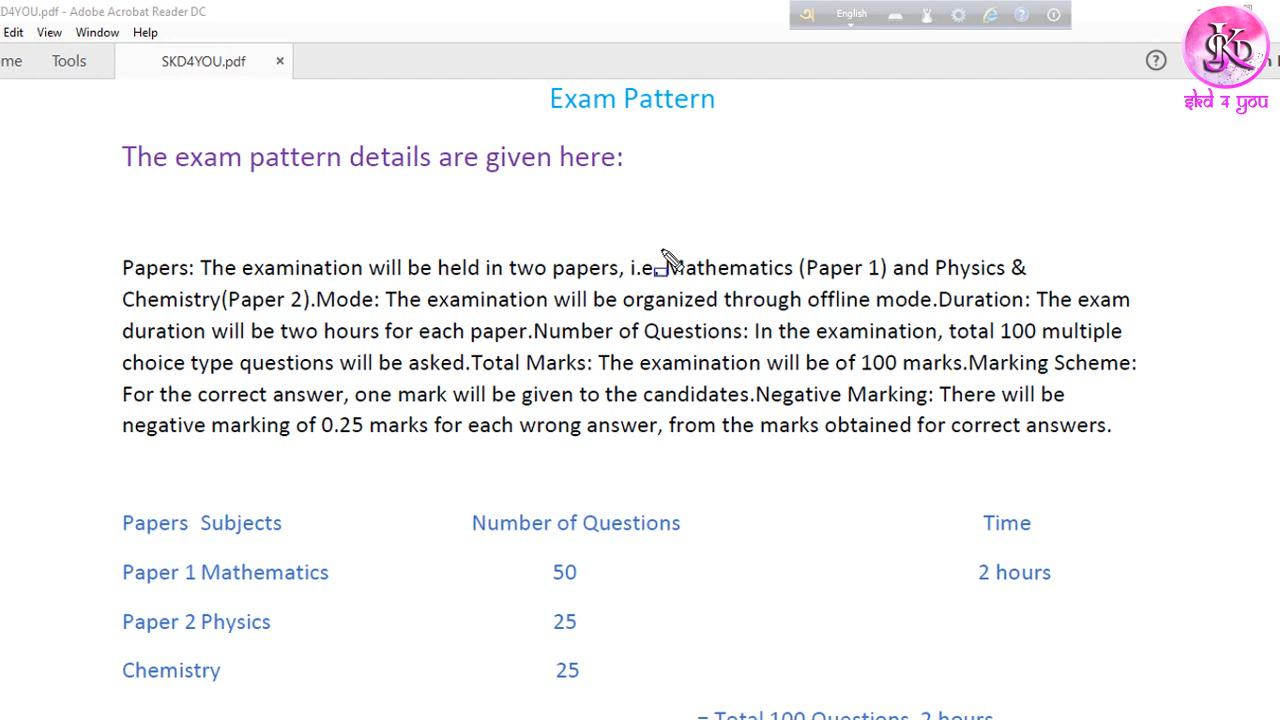 D4YOU.pdf - Adobe Acrobat Reader DC
English
Edit View Window Help
me Tools SKD4YOU.pdf ×
SKD 4 YOU
Exam Pattern
The exam pattern details are given here:
Papers: The examination will be held in two papers, i.e. Mathematics (Paper 1) and Physics &
Chemistry(Paper 2).Mode: The examination will be organized through offline mode.Duration: The exam
duration will be two hours for each paper.Number of Questions: In the examination, total 100 multiple
choice type questions will be asked.Total Marks: The examination will be of 100 marks.Marking Scheme:
For the correct answer, one mark will be given to the candidates.Negative Marking: There will be
negative marking of 0.25 marks for each wrong answer, from the marks obtained for correct answers.
Papers Subjects Number of Questions Time
Paper 1 Mathematics 50 2 hours
Paper 2 Physics 25
Chemistry 25
= Total 100 Questions 2 hours